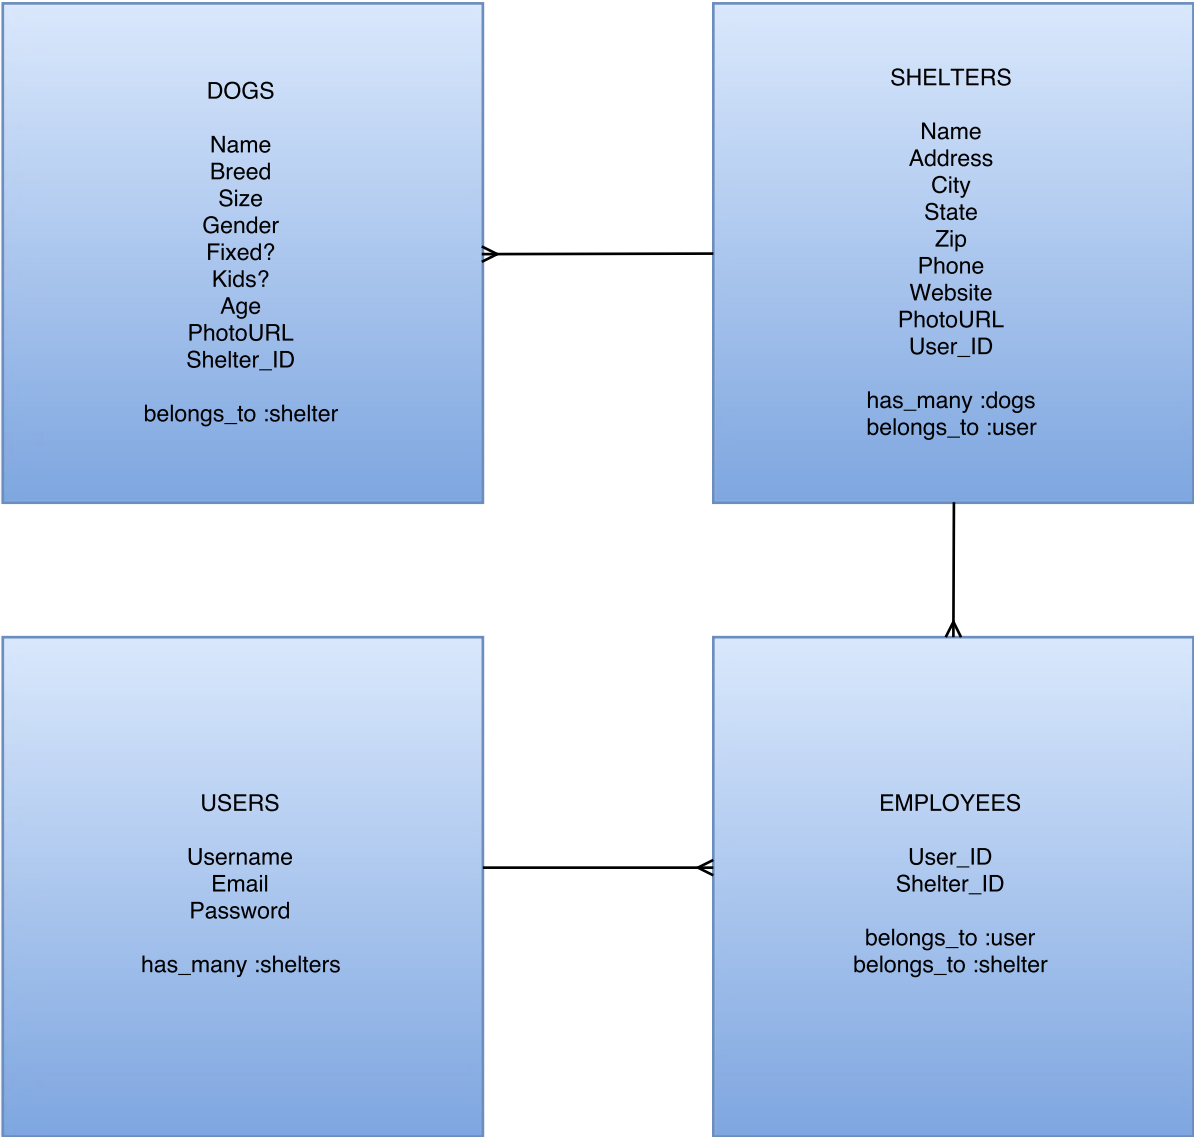 DOGS
Name
Breed
Size
Gender
Fixed?
Kids?
Age
PhotoURL
Shelter_ID
belongs_to :shelter
SHELTERS
Name
Address
City
State
Zip
Phone
Website
PhotoURL
User_ID
has_many :dogs
belongs_to :user
USERS
Username
Email
Password
has_many :shelters
EMPLOYEES
User_ID
Shelter_ID
belongs_to :user
belongs_to :shelter